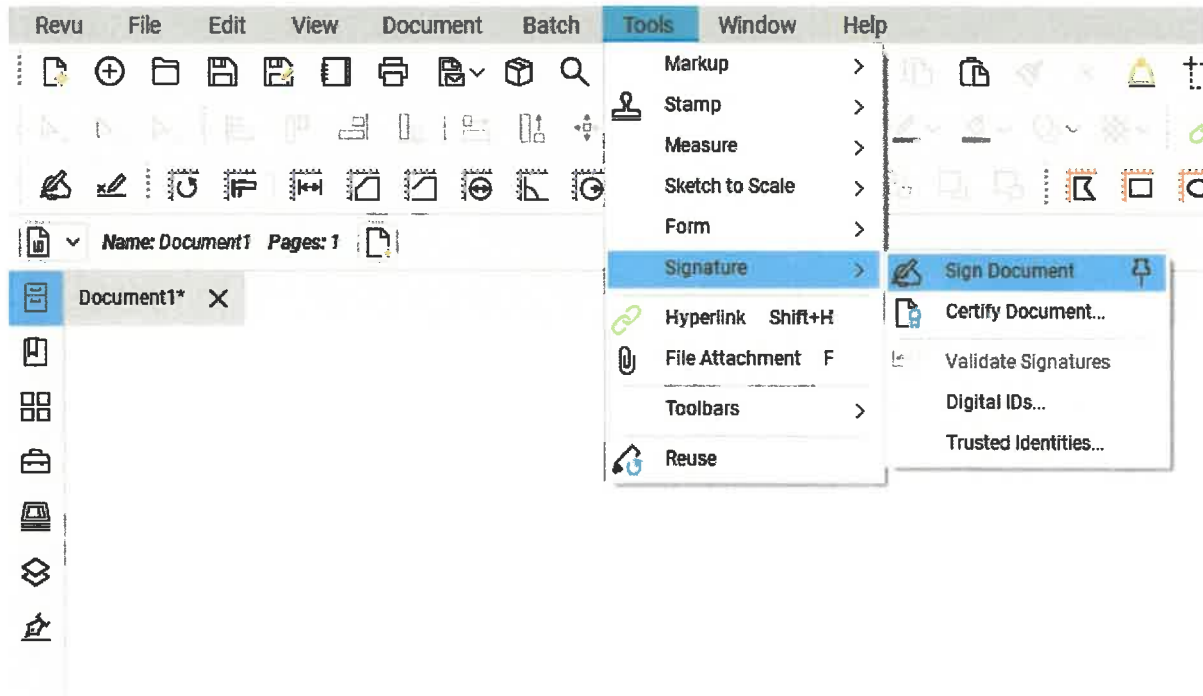 Revu File Edit View Document Batch Tools Window Help
Markup
Stamp
Measure
Sketch to Scale
Form
Name: Document1 Pages: 1
Signature
Sign Document
Document1*
Hyperlink Shift+H
Certify Document...
File Attachment F
Validate Signatures
Toolbars
Digital IDs...
Trusted Identities...
Reuse